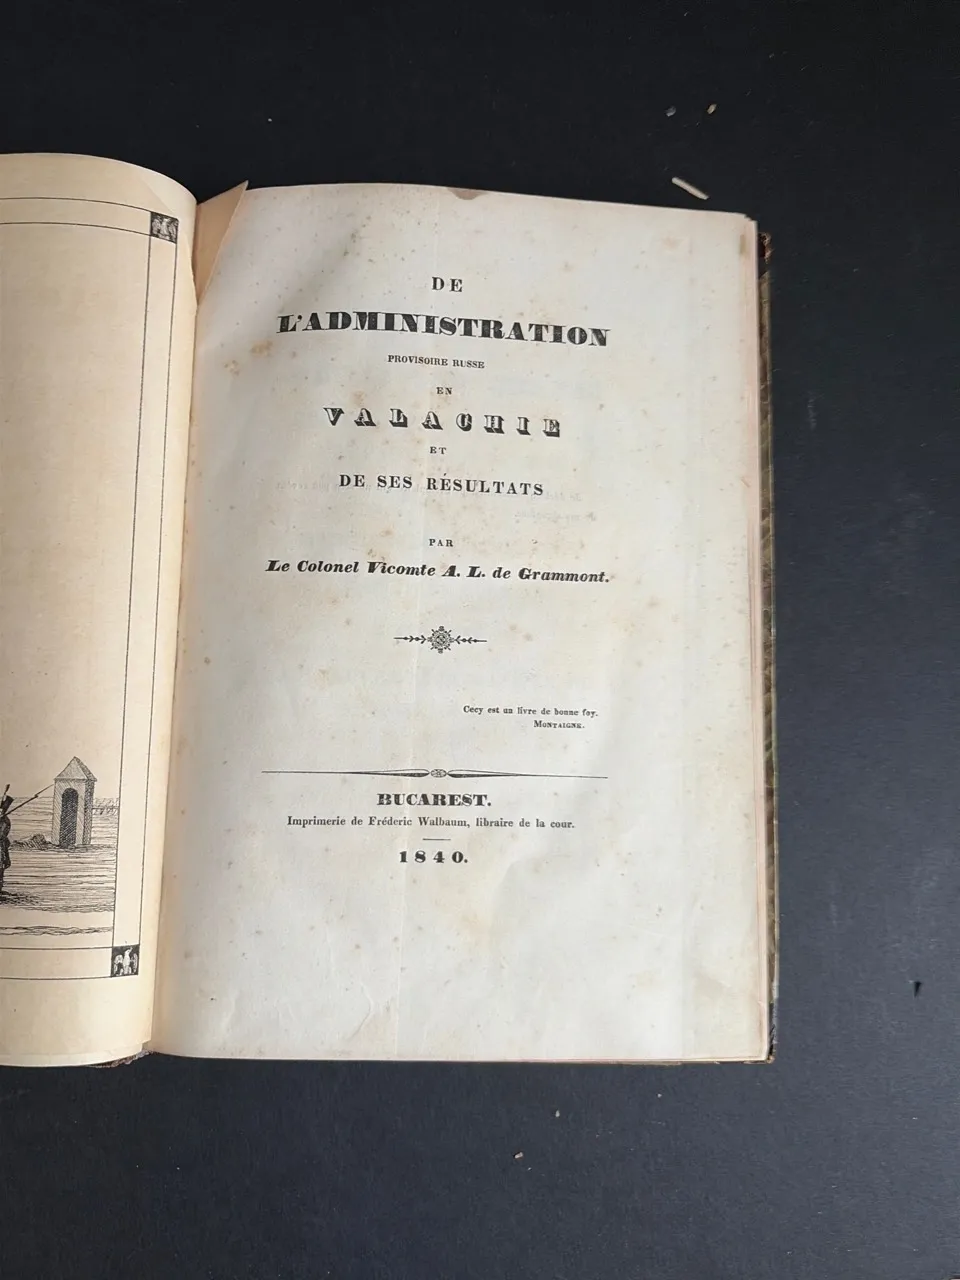 DE
L'ADMINISTRATION
PROVISOIRE RUSSE
EN
VALACHIE
ET
DE SES RÉSULTATS
PAR
Le Colonel Vicomte A. L. de Grammont.
Cecy est un livre de bonne foy.
MONTAIGNE.
BUCAREST.
Imprimerie de Fréderic Walbaum, libraire de la cour.
1840.